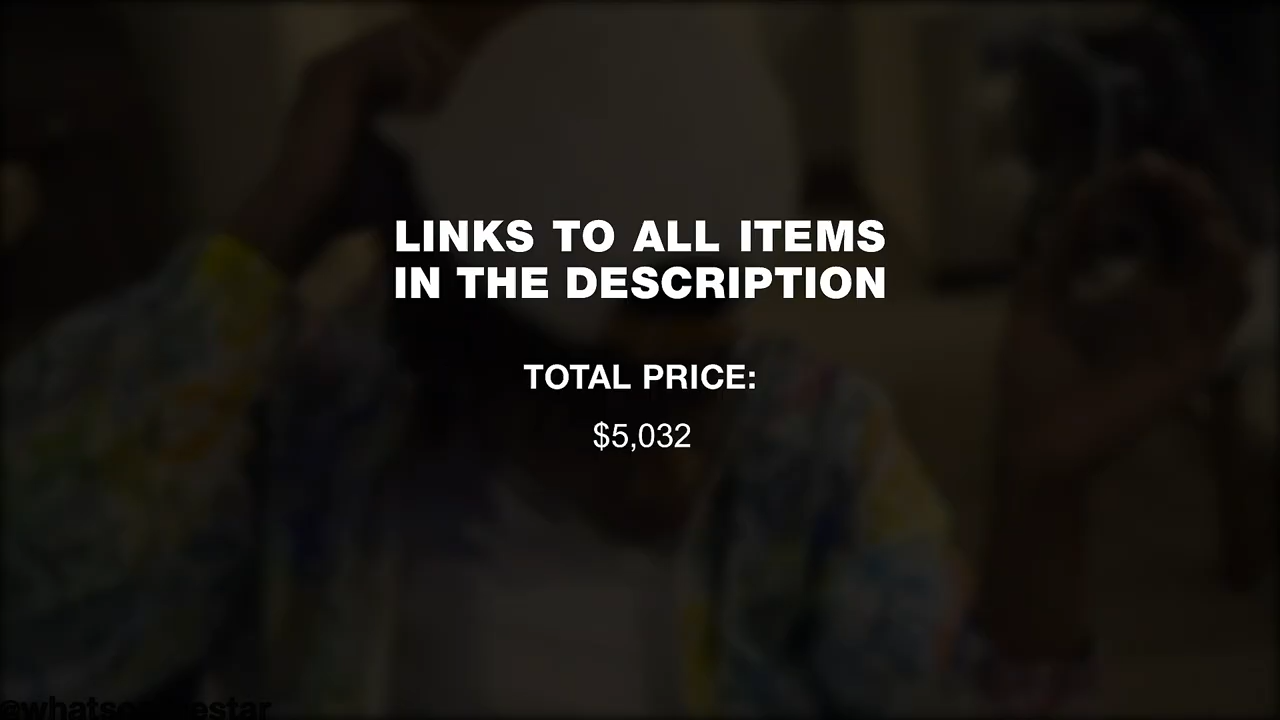 LINKS TO ALL ITEMS
IN THE DESCRIPTION
TOTAL PRICE:
$5,032